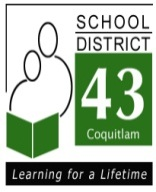 SCHOOL
DISTRICT
43
Coquitlam
Learning for a Lifetime